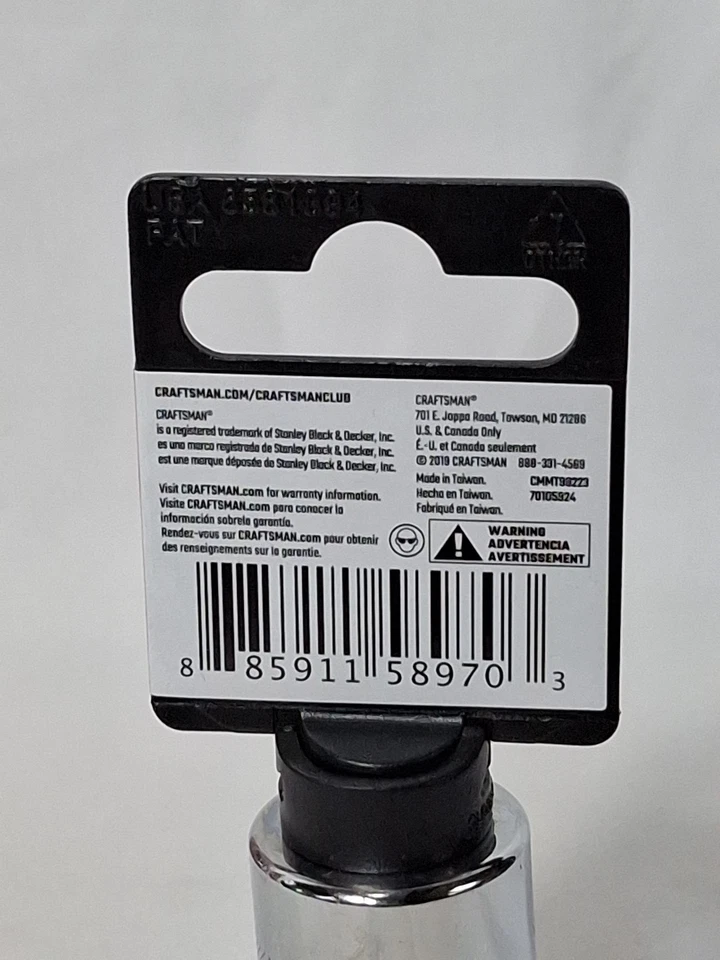 PAT
OTHER
CRAFTSMAN.COM/CRAFTSMANCLUB
CRAFTSMAN®
is a registered trademark of Stanley Black & Decker, Inc.
es una marca registrada de Stanley Black & Decker, Inc.
est une marque déposée de Stanley Black & Decker, Inc.
Visit CRAFTSMAN.com for warranty information.
Visite CRAFTSMAN.com para conocer la
información sobrela garantía.
Rendez-vous sur CRAFTSMAN.com pour obtenir
des renseignements sur la garantie.
CRAFTSMAN®
701 E. Joppa Road, Towson, MD 21286
U.S. & Canada Only
É.-U. et Canada seulement
© 2019 CRAFTSMAN 888-331-4569
Made in Taiwan. CMMT98223
Hecho en Taiwan. 70105924
Fabriqué en Taiwan.
WARNING
ADVERTENCIA
AVERTISSEMENT
8 85911 58970 3